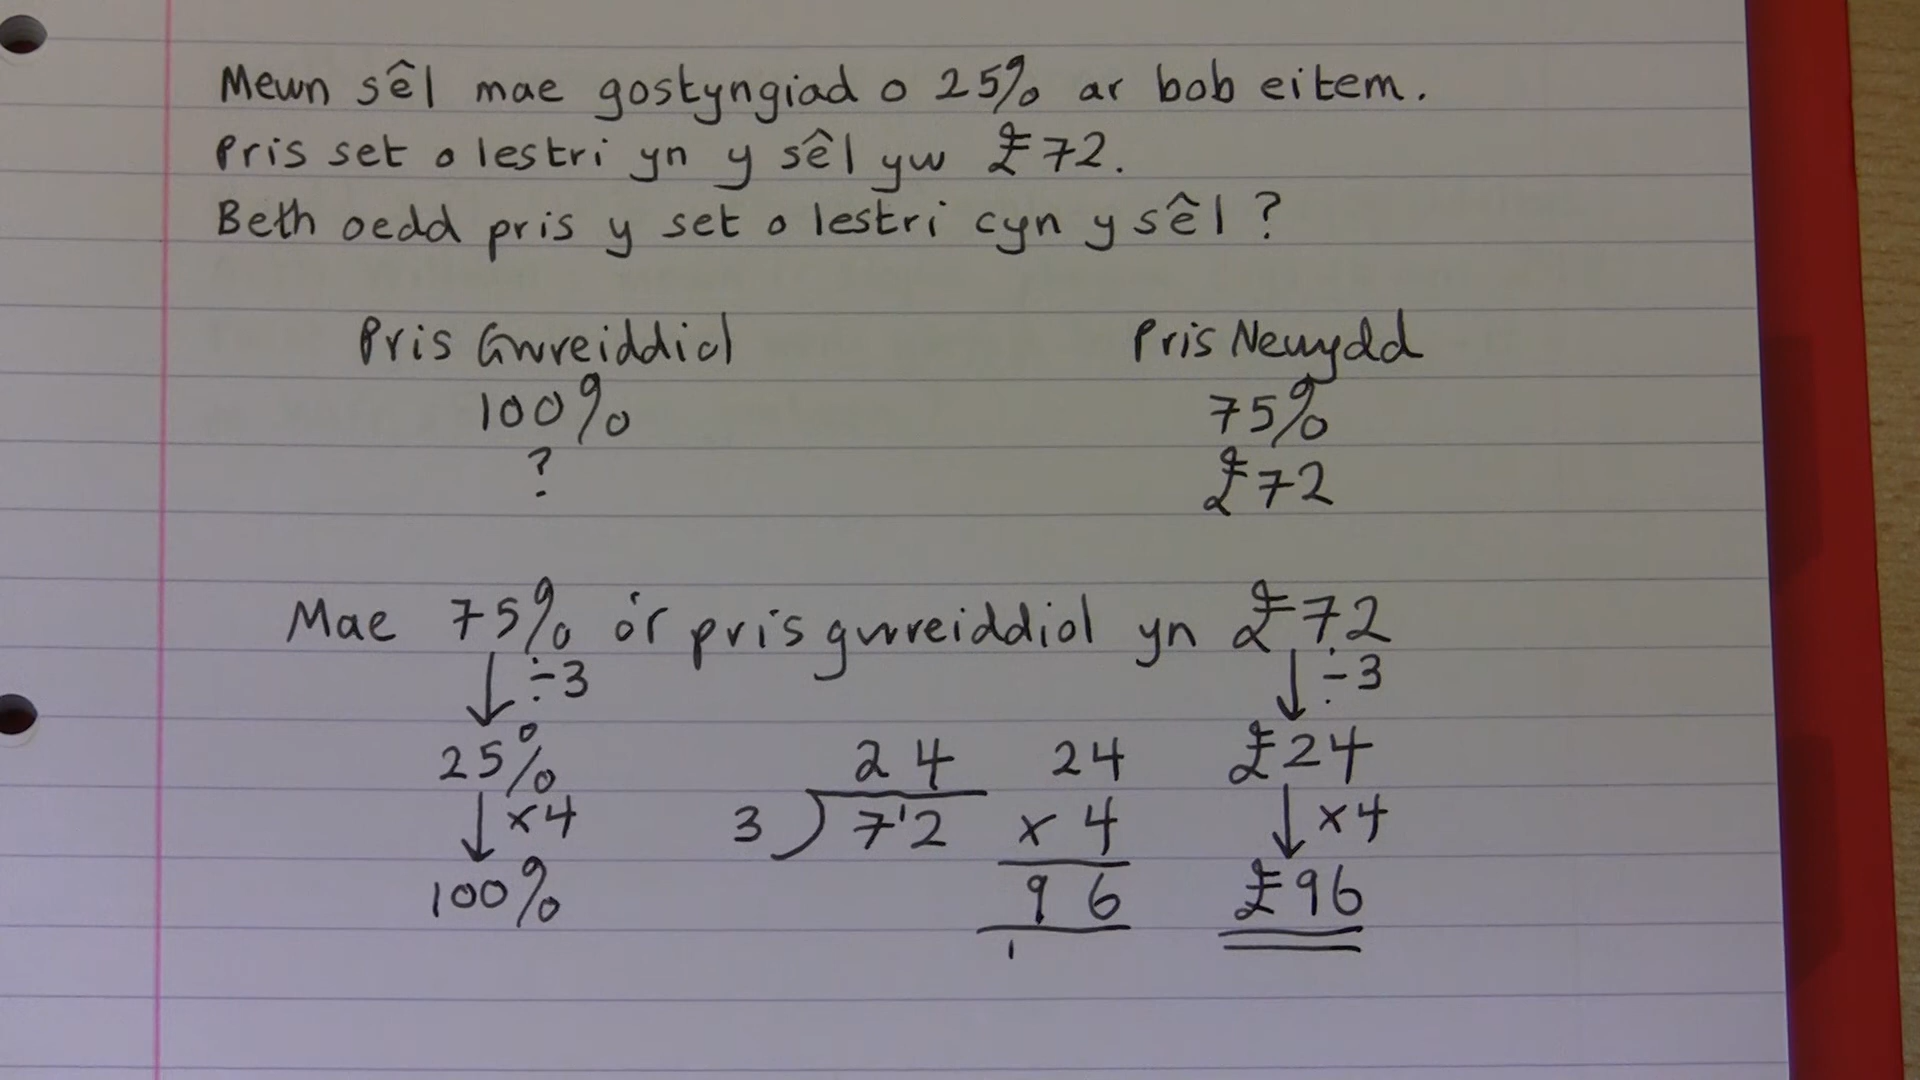 Mewn sêl mae gostyngiad o 25% ar bob eitem.
Pris set o lestri yn y sêl yw £72.
Beth oedd pris y set o lestri cyn y sêl?
Pris Gwreiddiol Pris Newydd
100% 75%
? £72
Mae 75% o'r pris gwreiddiol yn £72
↓÷3 ↓÷3
25% 24 24 £24
↓×4 3)7¹2 × 4 ↓×4
100% 96 £96
1